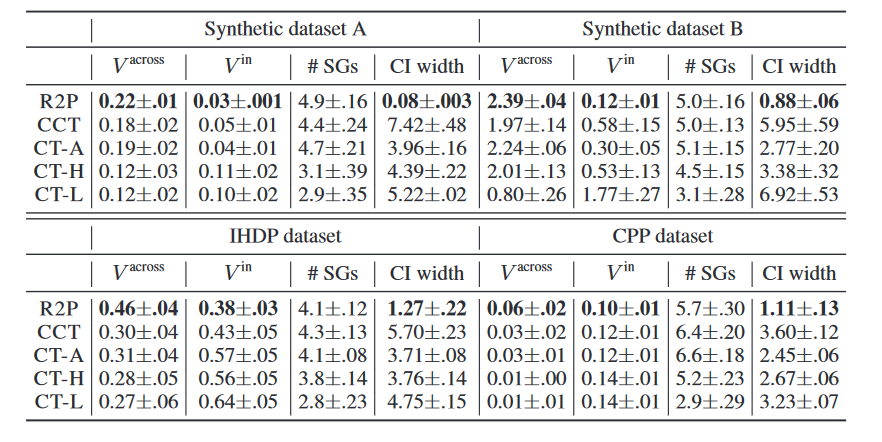 Synthetic dataset A Synthetic dataset B
V^across V^in # SGs CI width V^across V^in # SGs CI width
R2P 0.22±.01 0.03±.001 4.9±.16 0.08±.003 2.39±.04 0.12±.01 5.0±.16 0.88±.06
CCT 0.18±.02 0.05±.01 4.4±.24 7.42±.48 1.97±.14 0.58±.15 5.0±.13 5.95±.59
CT-A 0.19±.02 0.04±.01 4.7±.21 3.96±.16 2.24±.06 0.30±.05 5.1±.15 2.77±.20
CT-H 0.12±.03 0.11±.02 3.1±.39 4.39±.22 2.01±.13 0.53±.13 4.5±.15 3.38±.32
CT-L 0.12±.02 0.10±.02 2.9±.35 5.22±.02 0.80±.26 1.77±.27 3.1±.28 6.92±.53
IHDP dataset CPP dataset
V^across V^in # SGs CI width V^across V^in # SGs CI width
R2P 0.46±.04 0.38±.03 4.1±.12 1.27±.22 0.06±.02 0.10±.01 5.7±.30 1.11±.13
CCT 0.30±.04 0.43±.05 4.3±.13 5.70±.23 0.03±.02 0.12±.01 6.4±.20 3.60±.12
CT-A 0.31±.04 0.57±.05 4.1±.08 3.71±.08 0.03±.01 0.12±.01 6.6±.18 2.45±.06
CT-H 0.28±.05 0.56±.05 3.8±.14 3.76±.14 0.01±.00 0.14±.01 5.2±.23 2.67±.06
CT-L 0.27±.06 0.64±.05 2.8±.23 4.75±.15 0.01±.01 0.14±.01 2.9±.29 3.23±.07